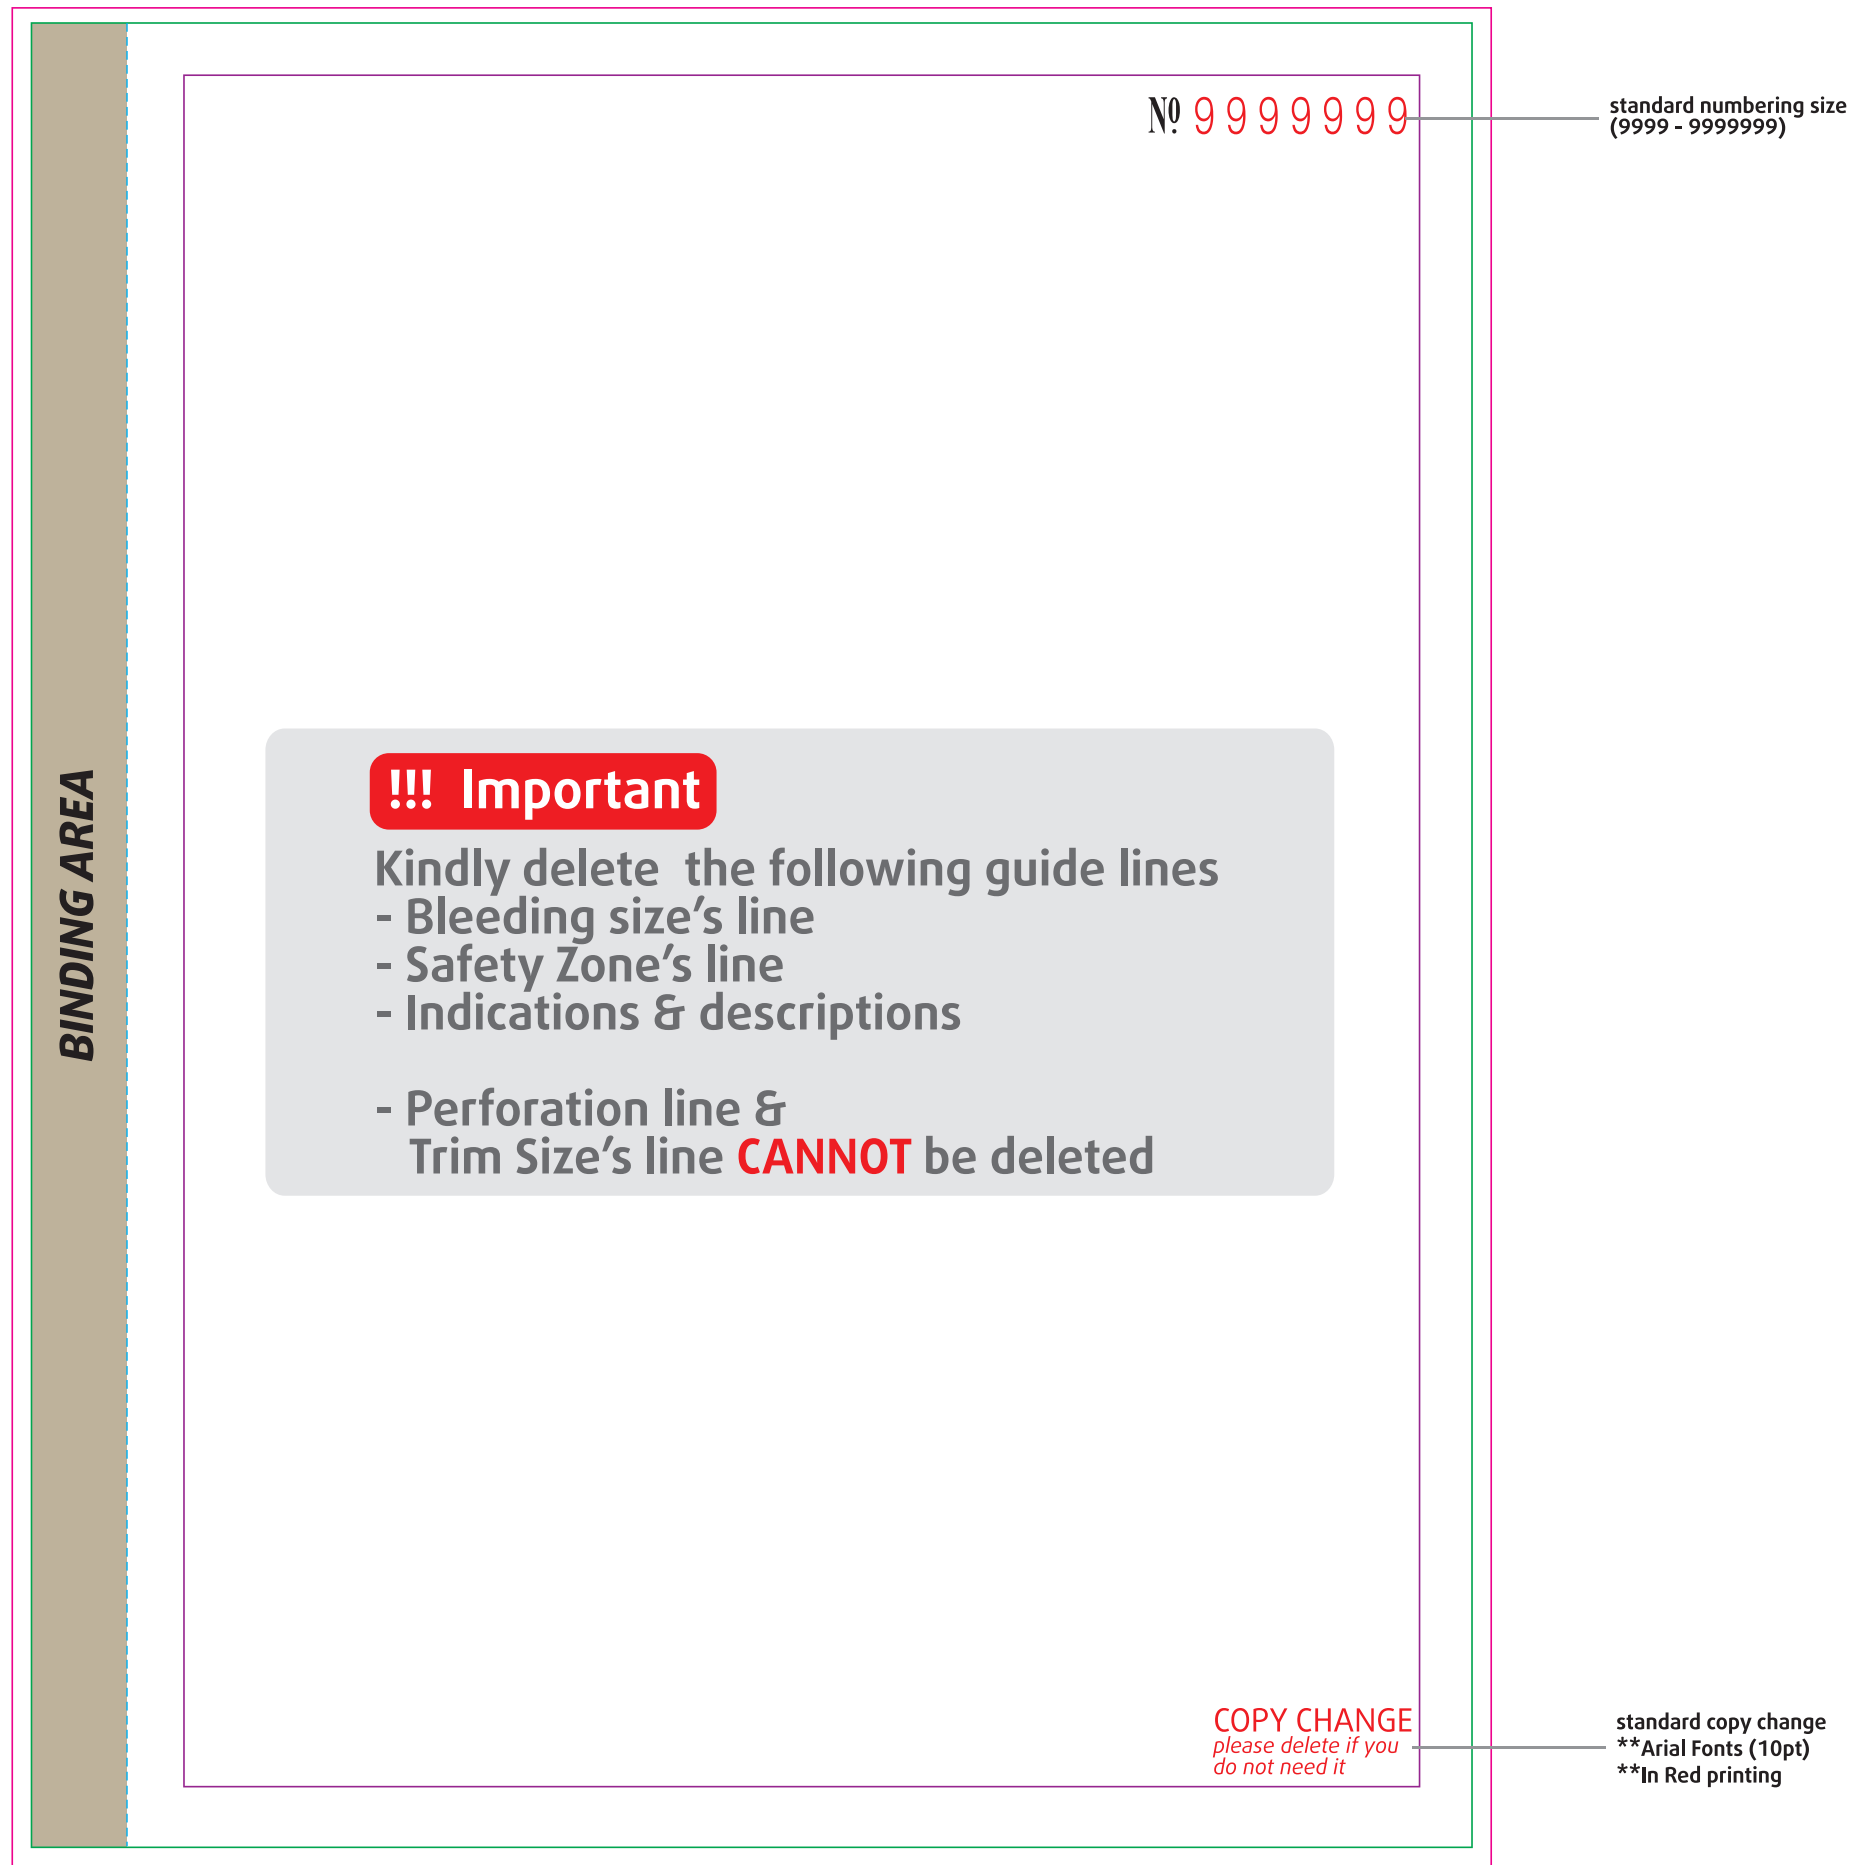 № 9999999
standard numbering size
(9999 - 9999999)
BINDING AREA
!!! Important
Kindly delete the following guide lines
- Bleeding size’s line
- Safety Zone’s line
- Indications & descriptions
- Perforation line &
Trim Size’s line CANNOT be deleted
COPY CHANGE
please delete if you
do not need it
standard copy change
**Arial Fonts (10pt)
**In Red printing